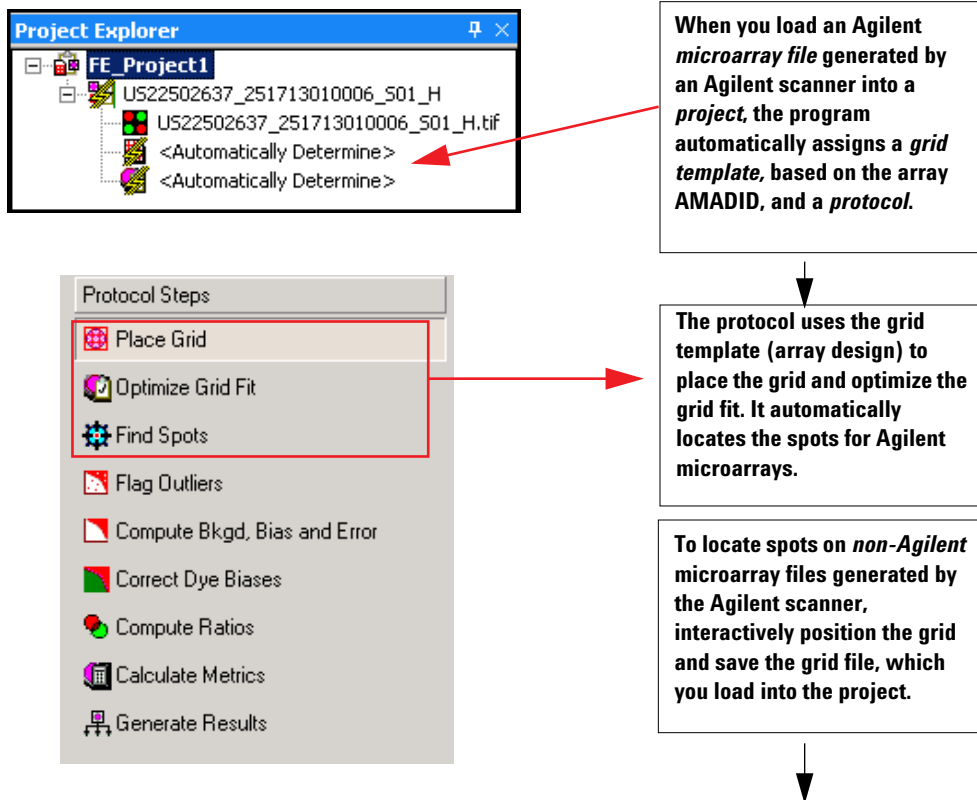 Project Explorer
FE_Project1
US22502637_251713010006_S01_H
US22502637_251713010006_S01_H.tif
<Automatically Determine>
<Automatically Determine>
When you load an Agilent
microarray file generated by
an Agilent scanner into a
project, the program
automatically assigns a grid
template, based on the array
AMADID, and a protocol.
Protocol Steps
Place Grid
Optimize Grid Fit
Find Spots
Flag Outliers
Compute Bkgd, Bias and Error
Correct Dye Biases
Compute Ratios
Calculate Metrics
Generate Results
The protocol uses the grid
template (array design) to
place the grid and optimize the
grid fit. It automatically
locates the spots for Agilent
microarrays.
To locate spots on non-Agilent
microarray files generated by
the Agilent scanner,
interactively position the grid
and save the grid file, which
you load into the project.